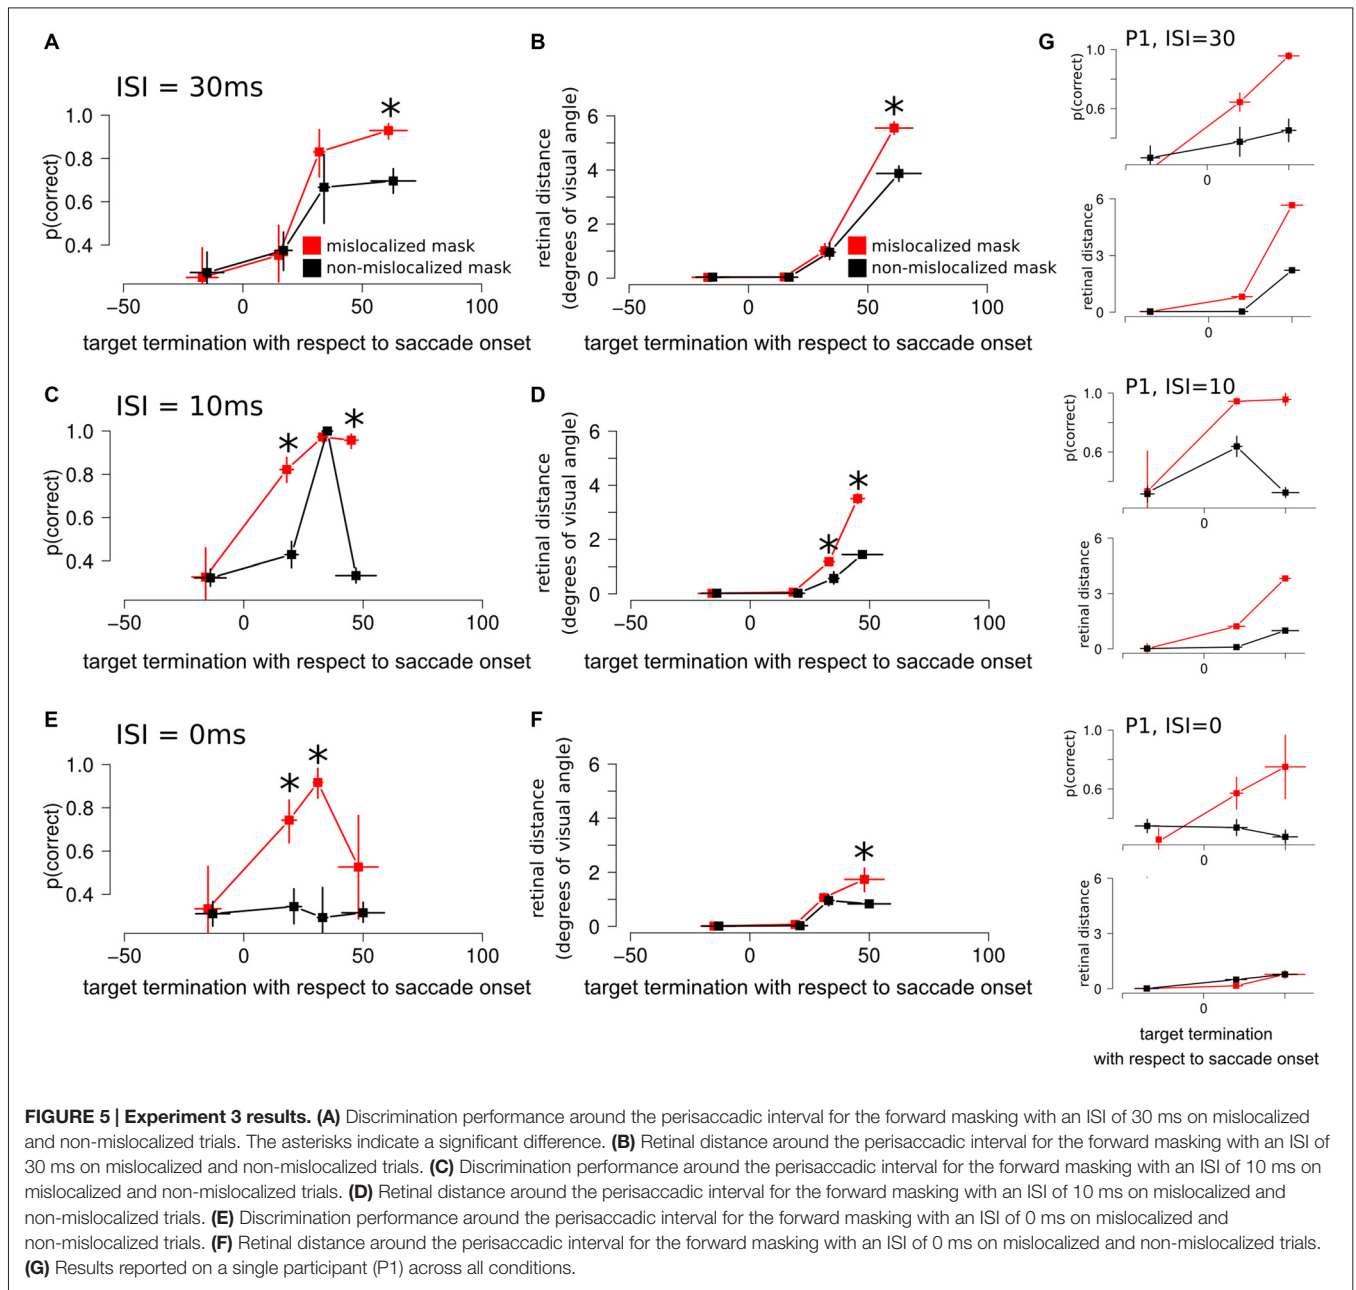 A
ISI = 30ms
*
1.0
0.8
0.6
0.4
p(correct)
mislocalized mask
non-mislocalized mask
−50
0
50
100
target termination with respect to saccade onset
B
*
6
4
2
0
retinal distance
(degrees of visual angle)
mislocalized mask
non-mislocalized mask
−50
0
50
100
target termination with respect to saccade onset
C
ISI = 10ms
* *
1.0
0.8
0.6
0.4
p(correct)
−50
0
50
100
target termination with respect to saccade onset
D
* *
6
4
2
0
retinal distance
(degrees of visual angle)
−50
0
50
100
target termination with respect to saccade onset
E
ISI = 0ms
* *
1.0
0.8
0.6
0.4
p(correct)
−50
0
50
100
target termination with respect to saccade onset
F
*
6
4
2
0
retinal distance
(degrees of visual angle)
−50
0
50
100
target termination with respect to saccade onset
G
P1, ISI=30
1.0
0.6
p(correct)
0
6
3
0
retinal distance
0
P1, ISI=10
1.0
0.6
p(correct)
0
6
3
0
retinal distance
0
P1, ISI=0
1.0
0.6
p(correct)
0
6
3
0
retinal distance
0
target termination
with respect to saccade onset
FIGURE 5 | Experiment 3 results. (A) Discrimination performance around the perisaccadic interval for the forward masking with an ISI of 30 ms on mislocalized
and non-mislocalized trials. The asterisks indicate a significant difference. (B) Retinal distance around the perisaccadic interval for the forward masking with an ISI of
30 ms on mislocalized and non-mislocalized trials. (C) Discrimination performance around the perisaccadic interval for the forward masking with an ISI of 10 ms on
mislocalized and non-mislocalized trials. (D) Retinal distance around the perisaccadic interval for the forward masking with an ISI of 10 ms on mislocalized and
non-mislocalized trials. (E) Discrimination performance around the perisaccadic interval for the forward masking with an ISI of 0 ms on mislocalized and
non-mislocalized trials. (F) Retinal distance around the perisaccadic interval for the forward masking with an ISI of 0 ms on mislocalized and non-mislocalized trials.
(G) Results reported on a single participant (P1) across all conditions.